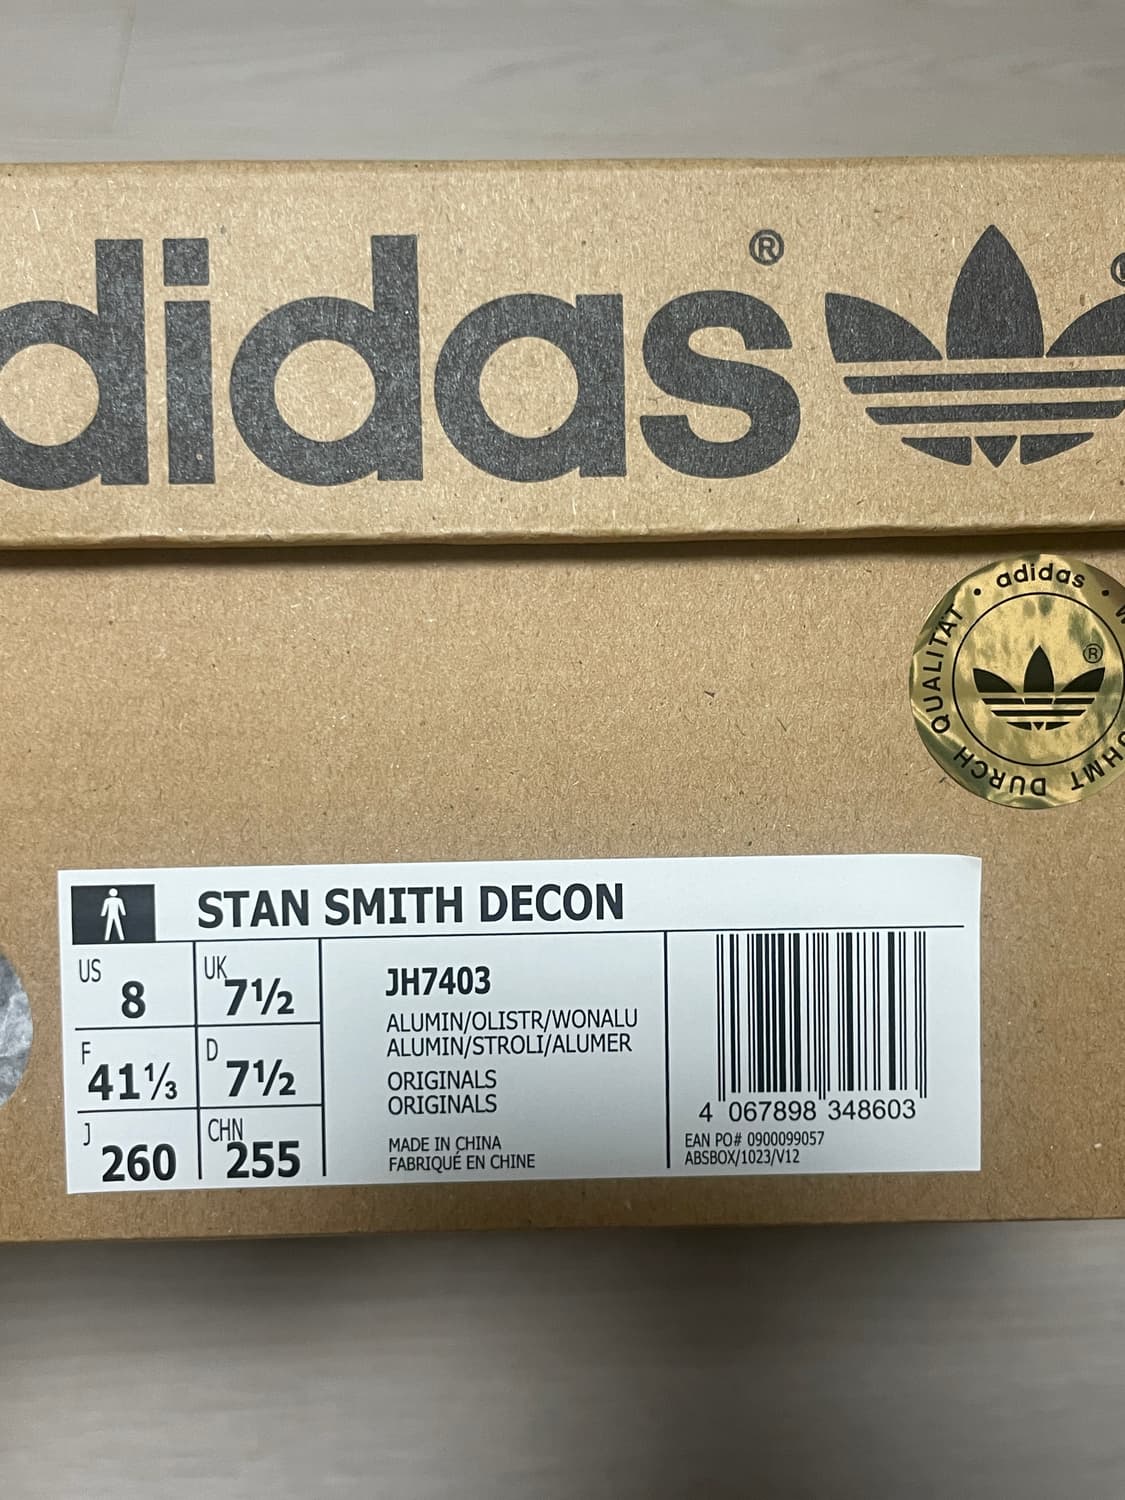 didas®
adidas • QUALITÄT DURCH
®
STAN SMITH DECON
US 8 UK 7½
F 41⅓ D 7½
J 260 CHN 255
JH7403
ALUMIN/OLISTR/WONALU
ALUMIN/STROLI/ALUMER
ORIGINALS
ORIGINALS
MADE IN CHINA
FABRIQUÉ EN CHINE
4 067898 348603
EAN PO# 0900099057
ABSBOX/1023/V12